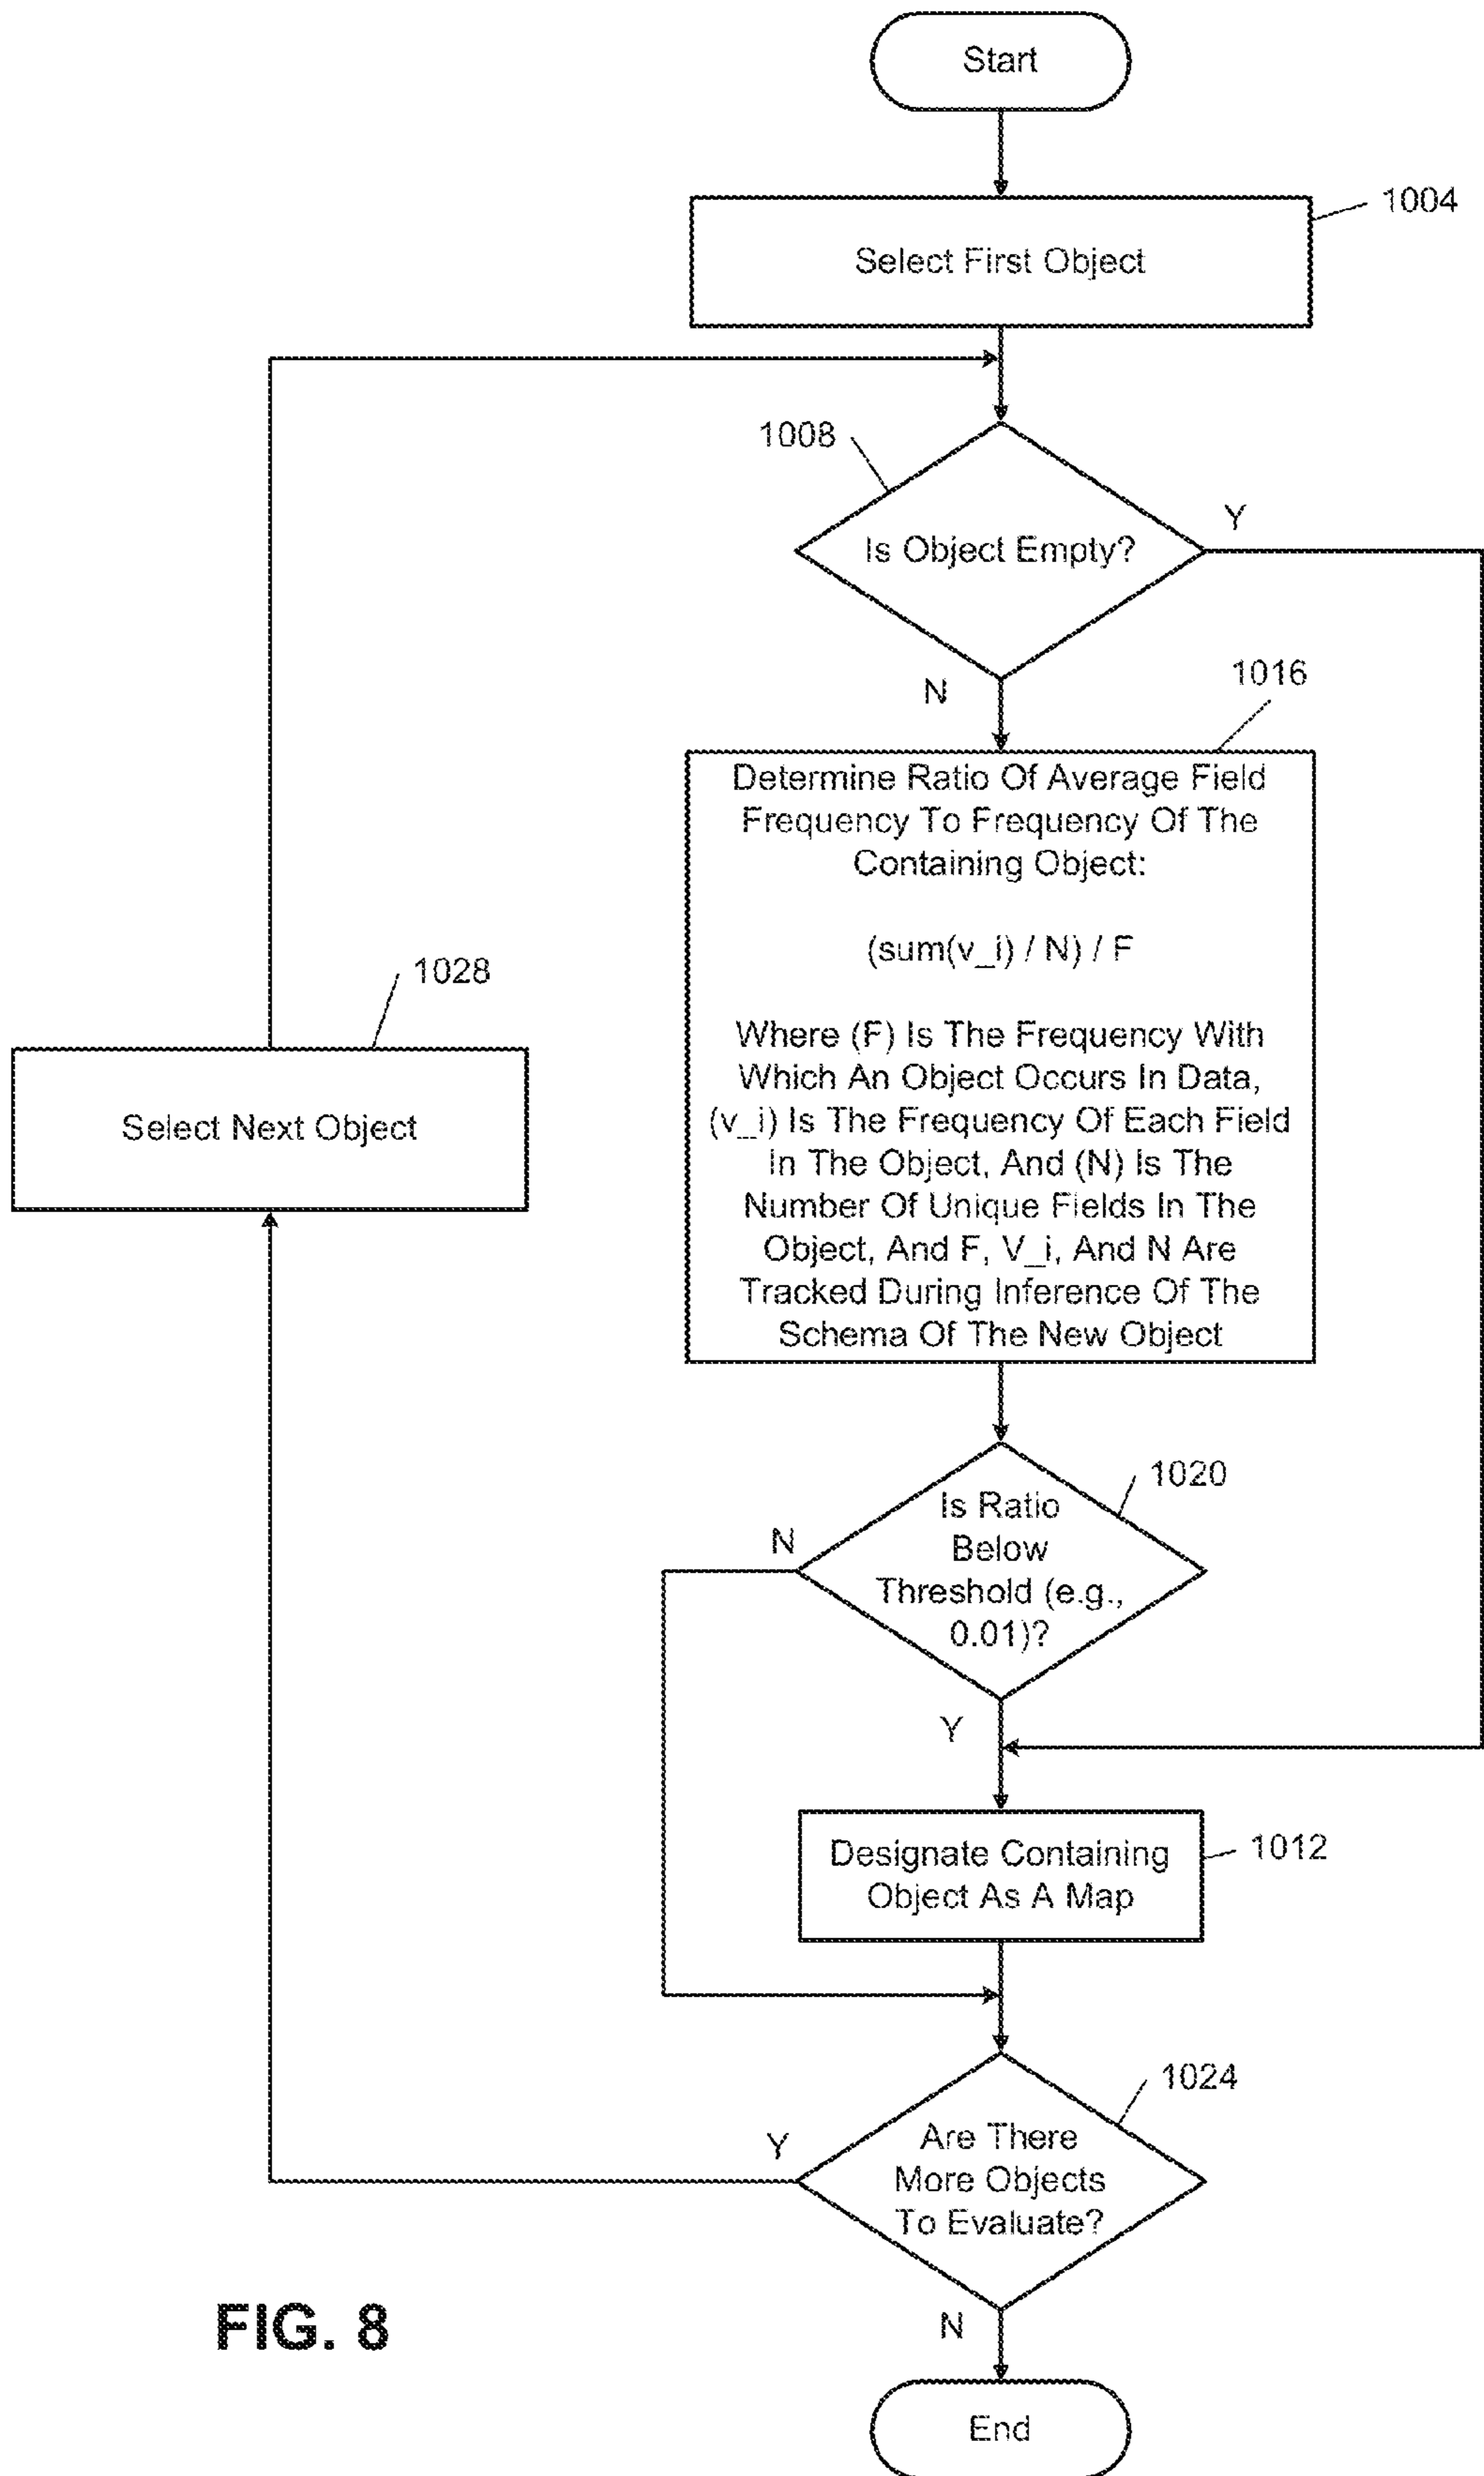 Start
1004
Select First Object
1008
Y
Is Object Empty?
N
1016
Determine Ratio Of Average Field
Frequency To Frequency Of The
Containing Object:
(sum(v_i) / N) / F
Where (F) Is The Frequency With
Which An Object Occurs In Data,
(v_i) Is The Frequency Of Each Field
In The Object, And (N) Is The
Number Of Unique Fields In The
Object, And F, V_i, And N Are
Tracked During Inference Of The
Schema Of The New Object
1028
Select Next Object
1020
N
Is Ratio
Below
Threshold (e.g.,
0.01)?
Y
Designate Containing
Object As A Map
1012
1024
Y
Are There
More Objects
To Evaluate?
N
FIG. 8
End